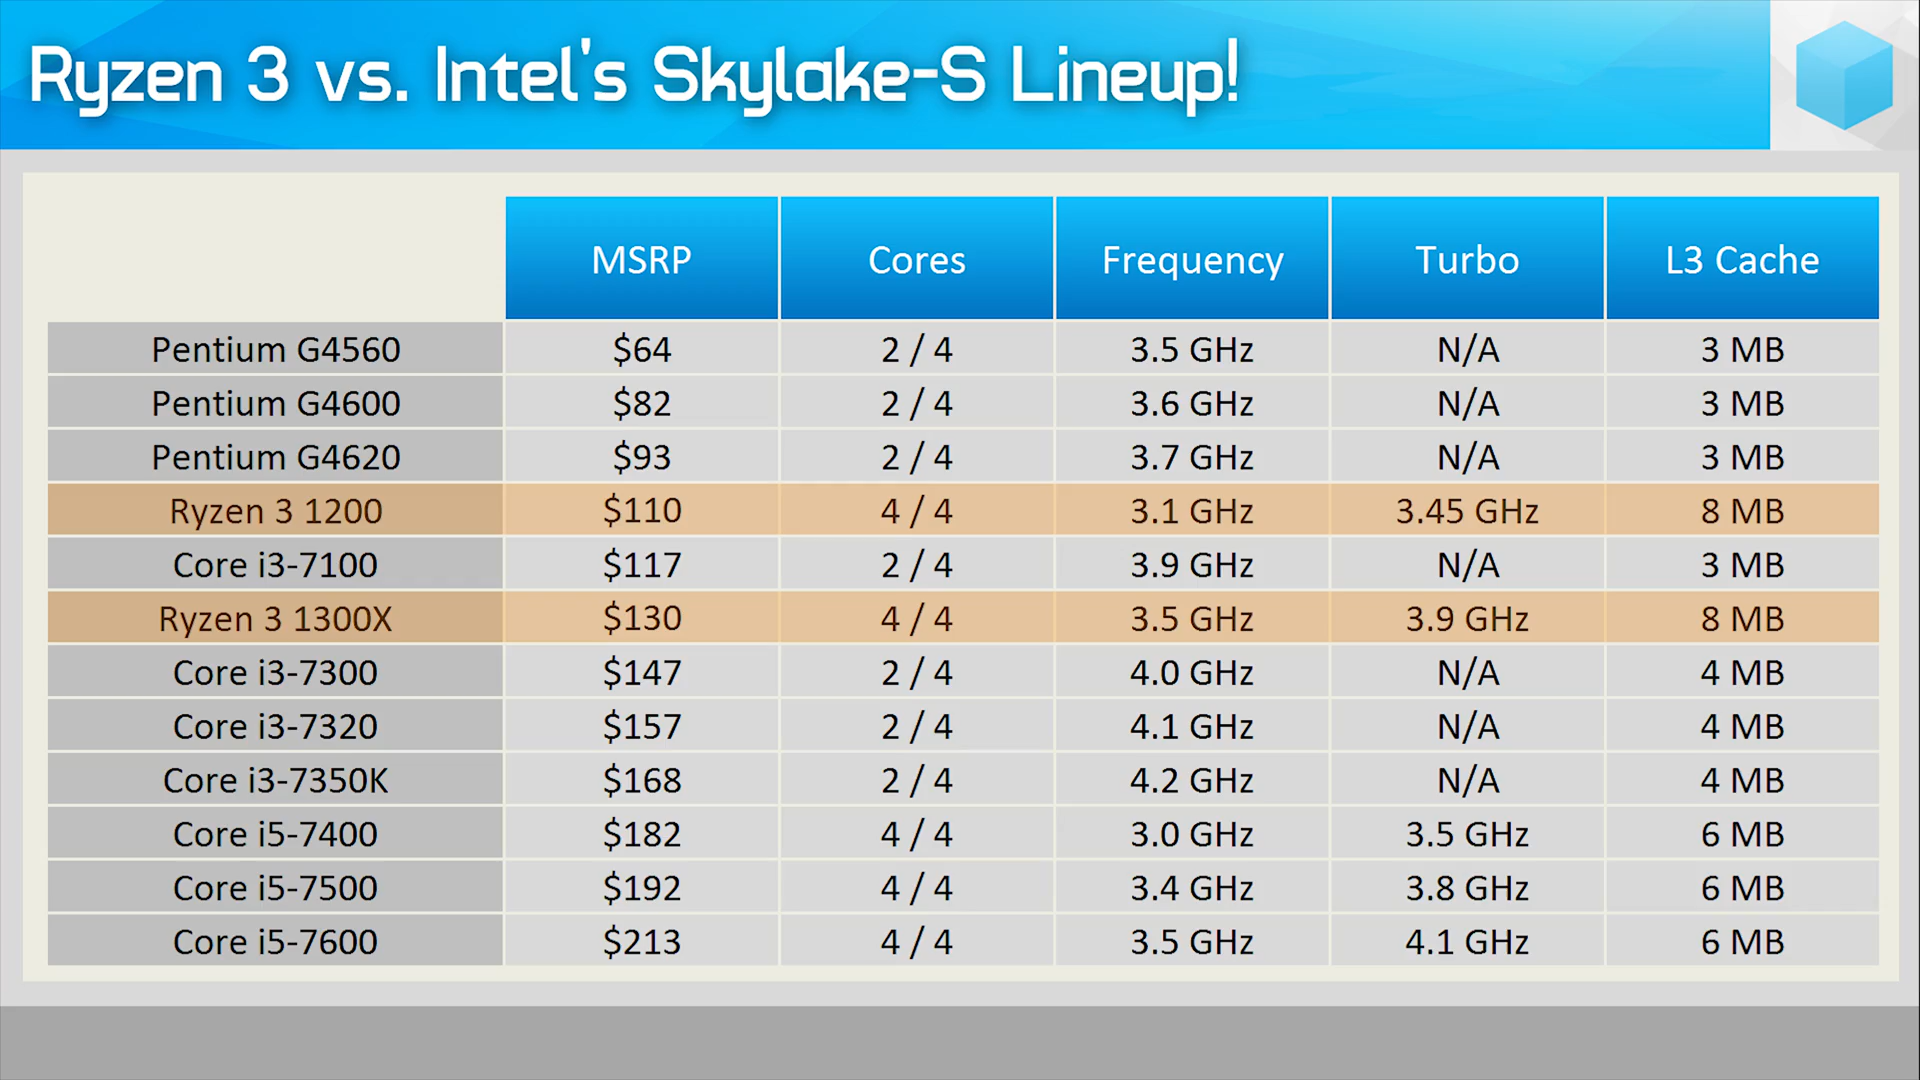 Ryzen 3 vs. Intel's Skylake-S Lineup!
MSRP Cores Frequency Turbo L3 Cache
Pentium G4560 $64 2 / 4 3.5 GHz N/A 3 MB
Pentium G4600 $82 2 / 4 3.6 GHz N/A 3 MB
Pentium G4620 $93 2 / 4 3.7 GHz N/A 3 MB
Ryzen 3 1200 $110 4 / 4 3.1 GHz 3.45 GHz 8 MB
Core i3-7100 $117 2 / 4 3.9 GHz N/A 3 MB
Ryzen 3 1300X $130 4 / 4 3.5 GHz 3.9 GHz 8 MB
Core i3-7300 $147 2 / 4 4.0 GHz N/A 4 MB
Core i3-7320 $157 2 / 4 4.1 GHz N/A 4 MB
Core i3-7350K $168 2 / 4 4.2 GHz N/A 4 MB
Core i5-7400 $182 4 / 4 3.0 GHz 3.5 GHz 6 MB
Core i5-7500 $192 4 / 4 3.4 GHz 3.8 GHz 6 MB
Core i5-7600 $213 4 / 4 3.5 GHz 4.1 GHz 6 MB